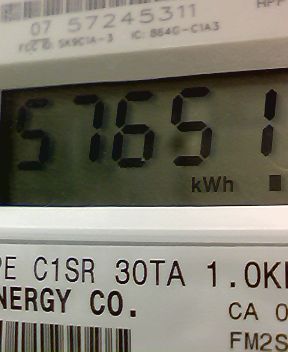 07 57245311
FCC ID: SK9C1A-3 IC: 864G-C1A3
57651
kWh
PE C1SR 30TA 1.0K
NERGY CO.
CA 0
FM2S